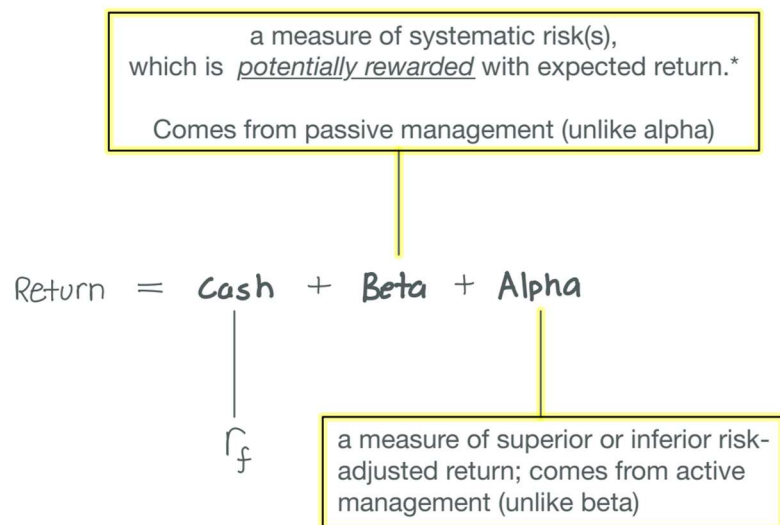 a measure of systematic risk(s),
which is potentially rewarded with expected return.*
Comes from passive management (unlike alpha)
Return = Cash + Beta + Alpha
rf
a measure of superior or inferior risk-
adjusted return; comes from active
management (unlike beta)